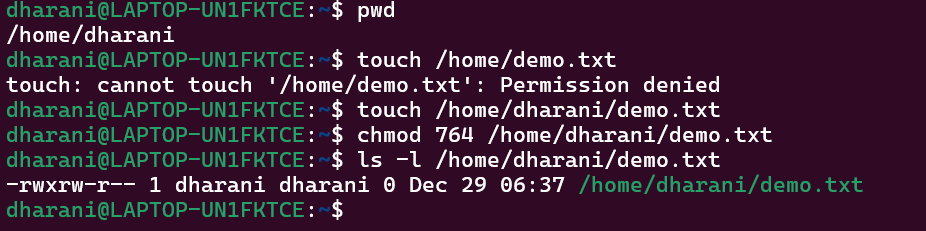 dharani@LAPTOP-UN1FKTCE:~$ pwd
/home/dharani
dharani@LAPTOP-UN1FKTCE:~$ touch /home/demo.txt
touch: cannot touch '/home/demo.txt': Permission denied
dharani@LAPTOP-UN1FKTCE:~$ touch /home/dharani/demo.txt
dharani@LAPTOP-UN1FKTCE:~$ chmod 764 /home/dharani/demo.txt
dharani@LAPTOP-UN1FKTCE:~$ ls -l /home/dharani/demo.txt
-rwxrw-r-- 1 dharani dharani 0 Dec 29 06:37 /home/dharani/demo.txt
dharani@LAPTOP-UN1FKTCE:~$